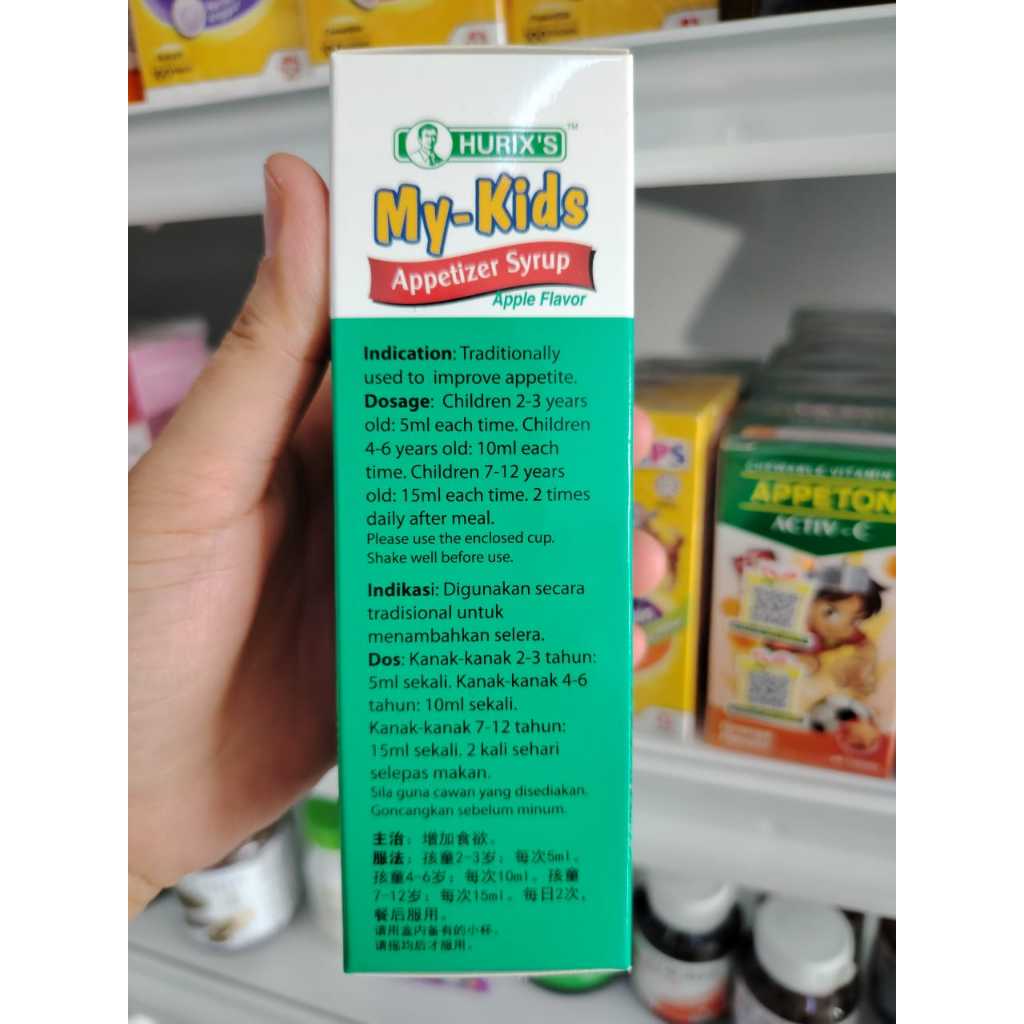 HURIX'S™
My-Kids
Appetizer Syrup
Apple Flavor
Indication: Traditionally
used to improve appetite.
Dosage: Children 2-3 years
old: 5ml each time. Children
4-6 years old: 10ml each
time. Children 7-12 years
old: 15ml each time. 2 times
daily after meal.
Please use the enclosed cup.
Shake well before use.
Indikasi: Digunakan secara
tradisional untuk
menambahkan selera.
Dos: Kanak-kanak 2-3 tahun:
5ml sekali. Kanak-kanak 4-6
tahun: 10ml sekali.
Kanak-kanak 7-12 tahun:
15ml sekali. 2 kali sehari
selepas makan.
Sila guna cawan yang disediakan.
Goncangkan sebelum minum.
主治：增加食欲。
服法：孩童2-3岁：每次5ml。
孩童4-6岁：每次10ml。孩童
7-12岁：每次15ml。每日2次，
餐后服用。
请用盒内备有的小杯。
请摇均后才服用。
CHEWABLE VITAMIN
APPETON
ACTIV-C